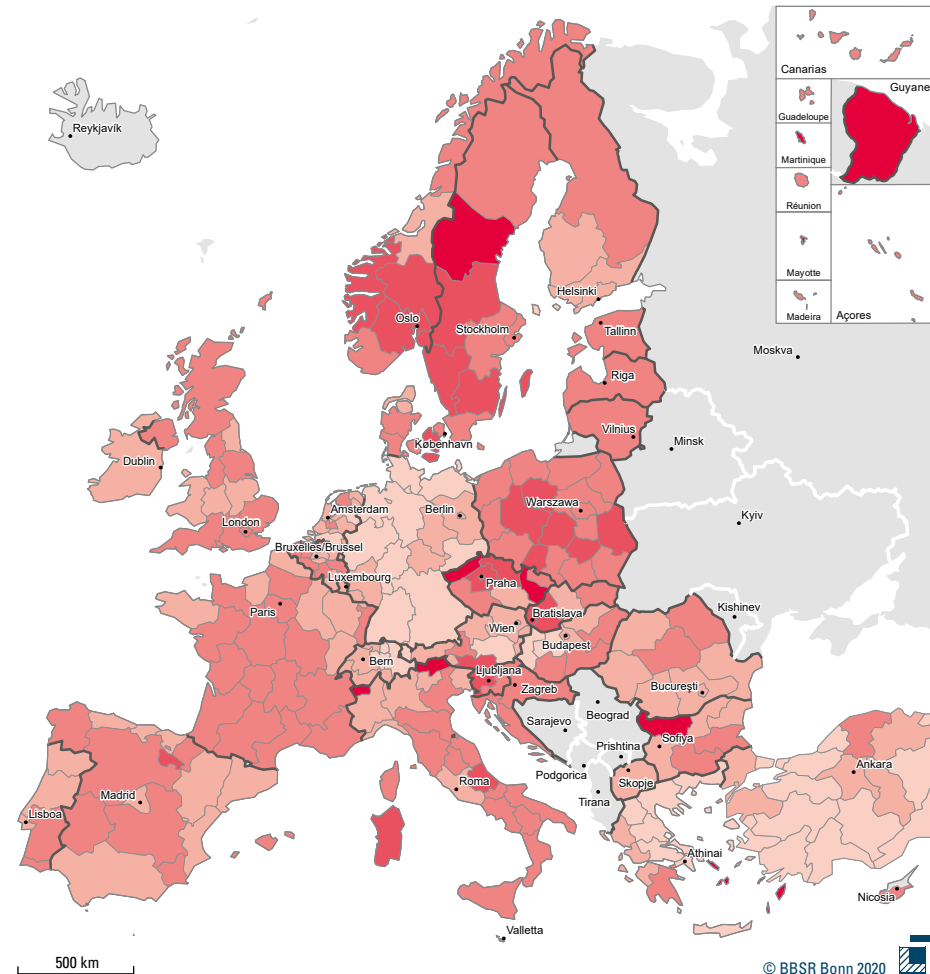 Canarias
Guyane
Guadeloupe
Martinique
Réunion
Mayotte
Madeira
Açores
Reykjavík
Helsinki
Oslo
Stockholm
Tallinn
Moskva
Riga
Vilnius
Minsk
København
Dublin
Amsterdam
Berlin
Warszawa
Kyiv
London
Bruxelles/Brussel
Luxembourg
Praha
Paris
Kishinev
Bratislava
Wien
Budapest
Bern
Ljubljana
Zagreb
Bucureşti
Beograd
Sarajevo
Sofiya
Prishtina
Podgorica
Skopje
Ankara
Roma
Tirana
Madrid
Lisboa
Athinai
Nicosia
Valletta
500 km
© BBSR Bonn 2020